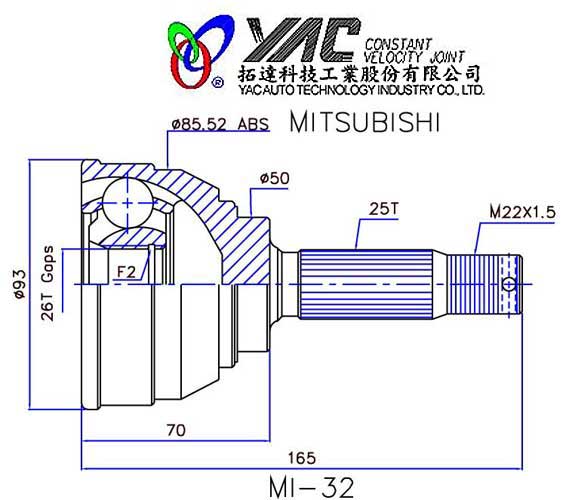 YAC CONSTANT
VELOCITY JOINT
®
拓達科技工業股份有限公司
YAC AUTO TECHNOLOGY INDUSTRY CO., LTD.
ø85.52 ABS MITSUBISHI
ø50
25T
M22X1.5
ø93
26T Gaps
F2
70
165
MI-32